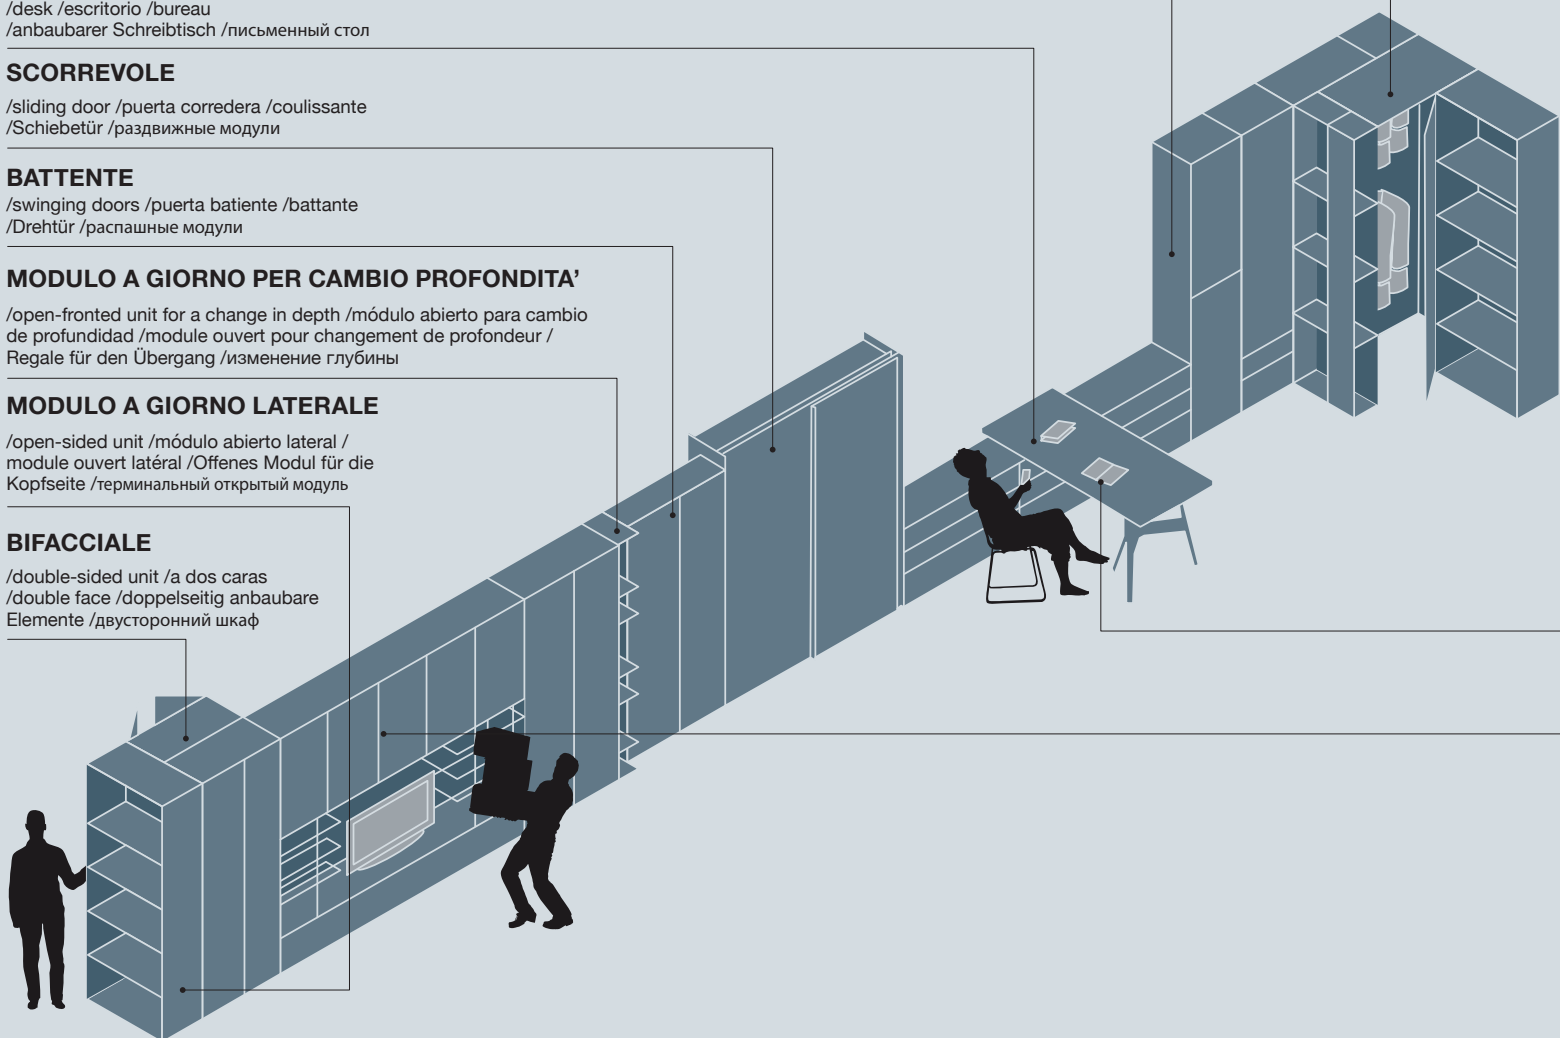 /desk /escritorio /bureau
/anbaubarer Schreibtisch /письменный стол
SCORREVOLE
/sliding door /puerta corredera /coulissante
/Schiebetür /раздвижные модули
BATTENTE
/swinging doors /puerta batiente /battante
/Drehtür /распашные модули
MODULO A GIORNO PER CAMBIO PROFONDITA’
/open-fronted unit for a change in depth /módulo abierto para cambio
de profundidad /module ouvert pour changement de profondeur /
Regale für den Übergang /изменение глубины
MODULO A GIORNO LATERALE
/open-sided unit /módulo abierto lateral /
module ouvert latéral /Offenes Modul für die
Kopfseite /терминальный открытый модуль
BIFACCIALE
/double-sided unit /a dos caras
/double face /doppelseitig anbaubare
Elemente /двусторонний шкаф